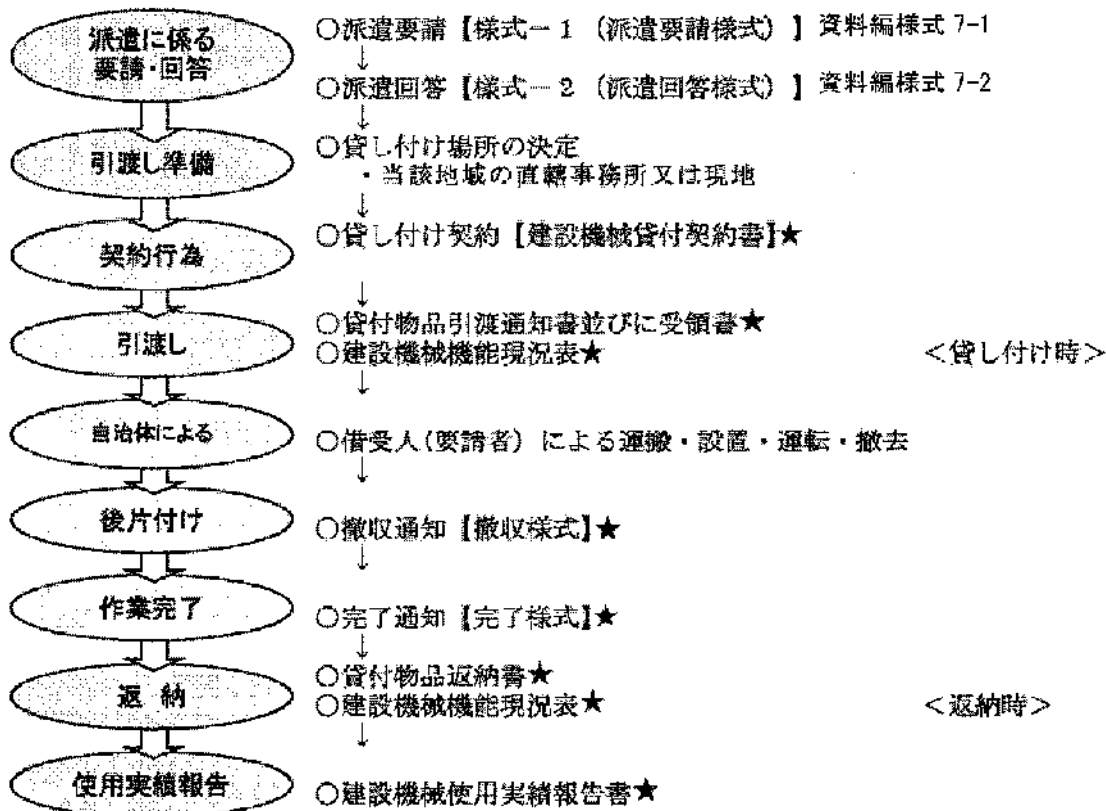 派遣に係る
要請・回答
○派遣要請【様式－1（派遣要請様式）】資料編様式 7-1
↓
○派遣回答【様式－2（派遣回答様式）】資料編様式 7-2
↓
引渡し準備
○貸し付け場所の決定
・当該地域の直轄事務所又は現地
↓
契約行為
○貸し付け契約【建設機械貸付契約書】★
↓
引渡し
○貸付物品引渡通知書並びに受領書★
○建設機械機能現況表★ ＜貸し付け時＞
↓
自治体による
○借受人(要請者) による運搬・設置・運転・撤去
↓
後片付け
○撤収通知【撤収様式】★
↓
作業完了
○完了通知【完了様式】★
↓
返 納
○貸付物品返納書★
○建設機械機能現況表★ ＜返納時＞
↓
使用実績報告
○建設機械使用実績報告書★